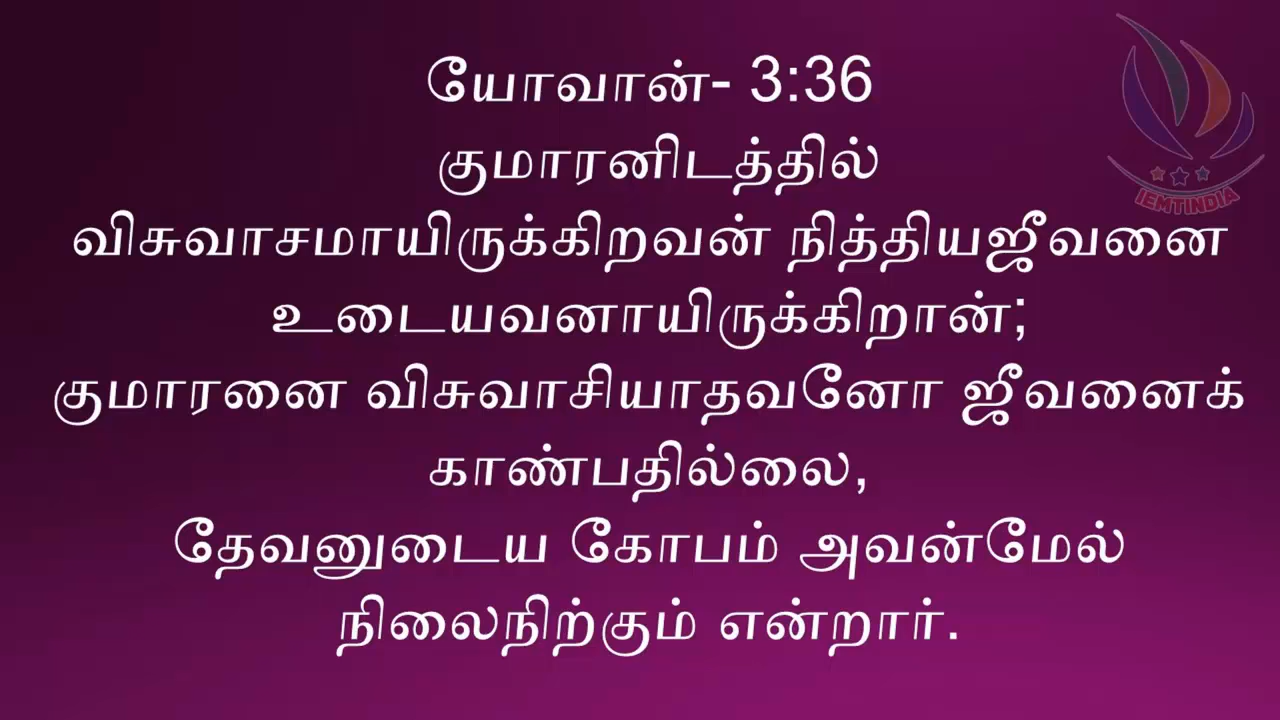 யோவான்- 3:36
குமாரனிடத்தில்
விசுவாசமாயிருக்கிறவன் நித்தியஜீவனை
உடையவனாயிருக்கிறான்;
குமாரனை விசுவாசியாதவனோ ஜீவனைக்
காண்பதில்லை,
தேவனுடைய கோபம் அவன்மேல்
நிலைநிற்கும் என்றார்.
IEMTINDIA